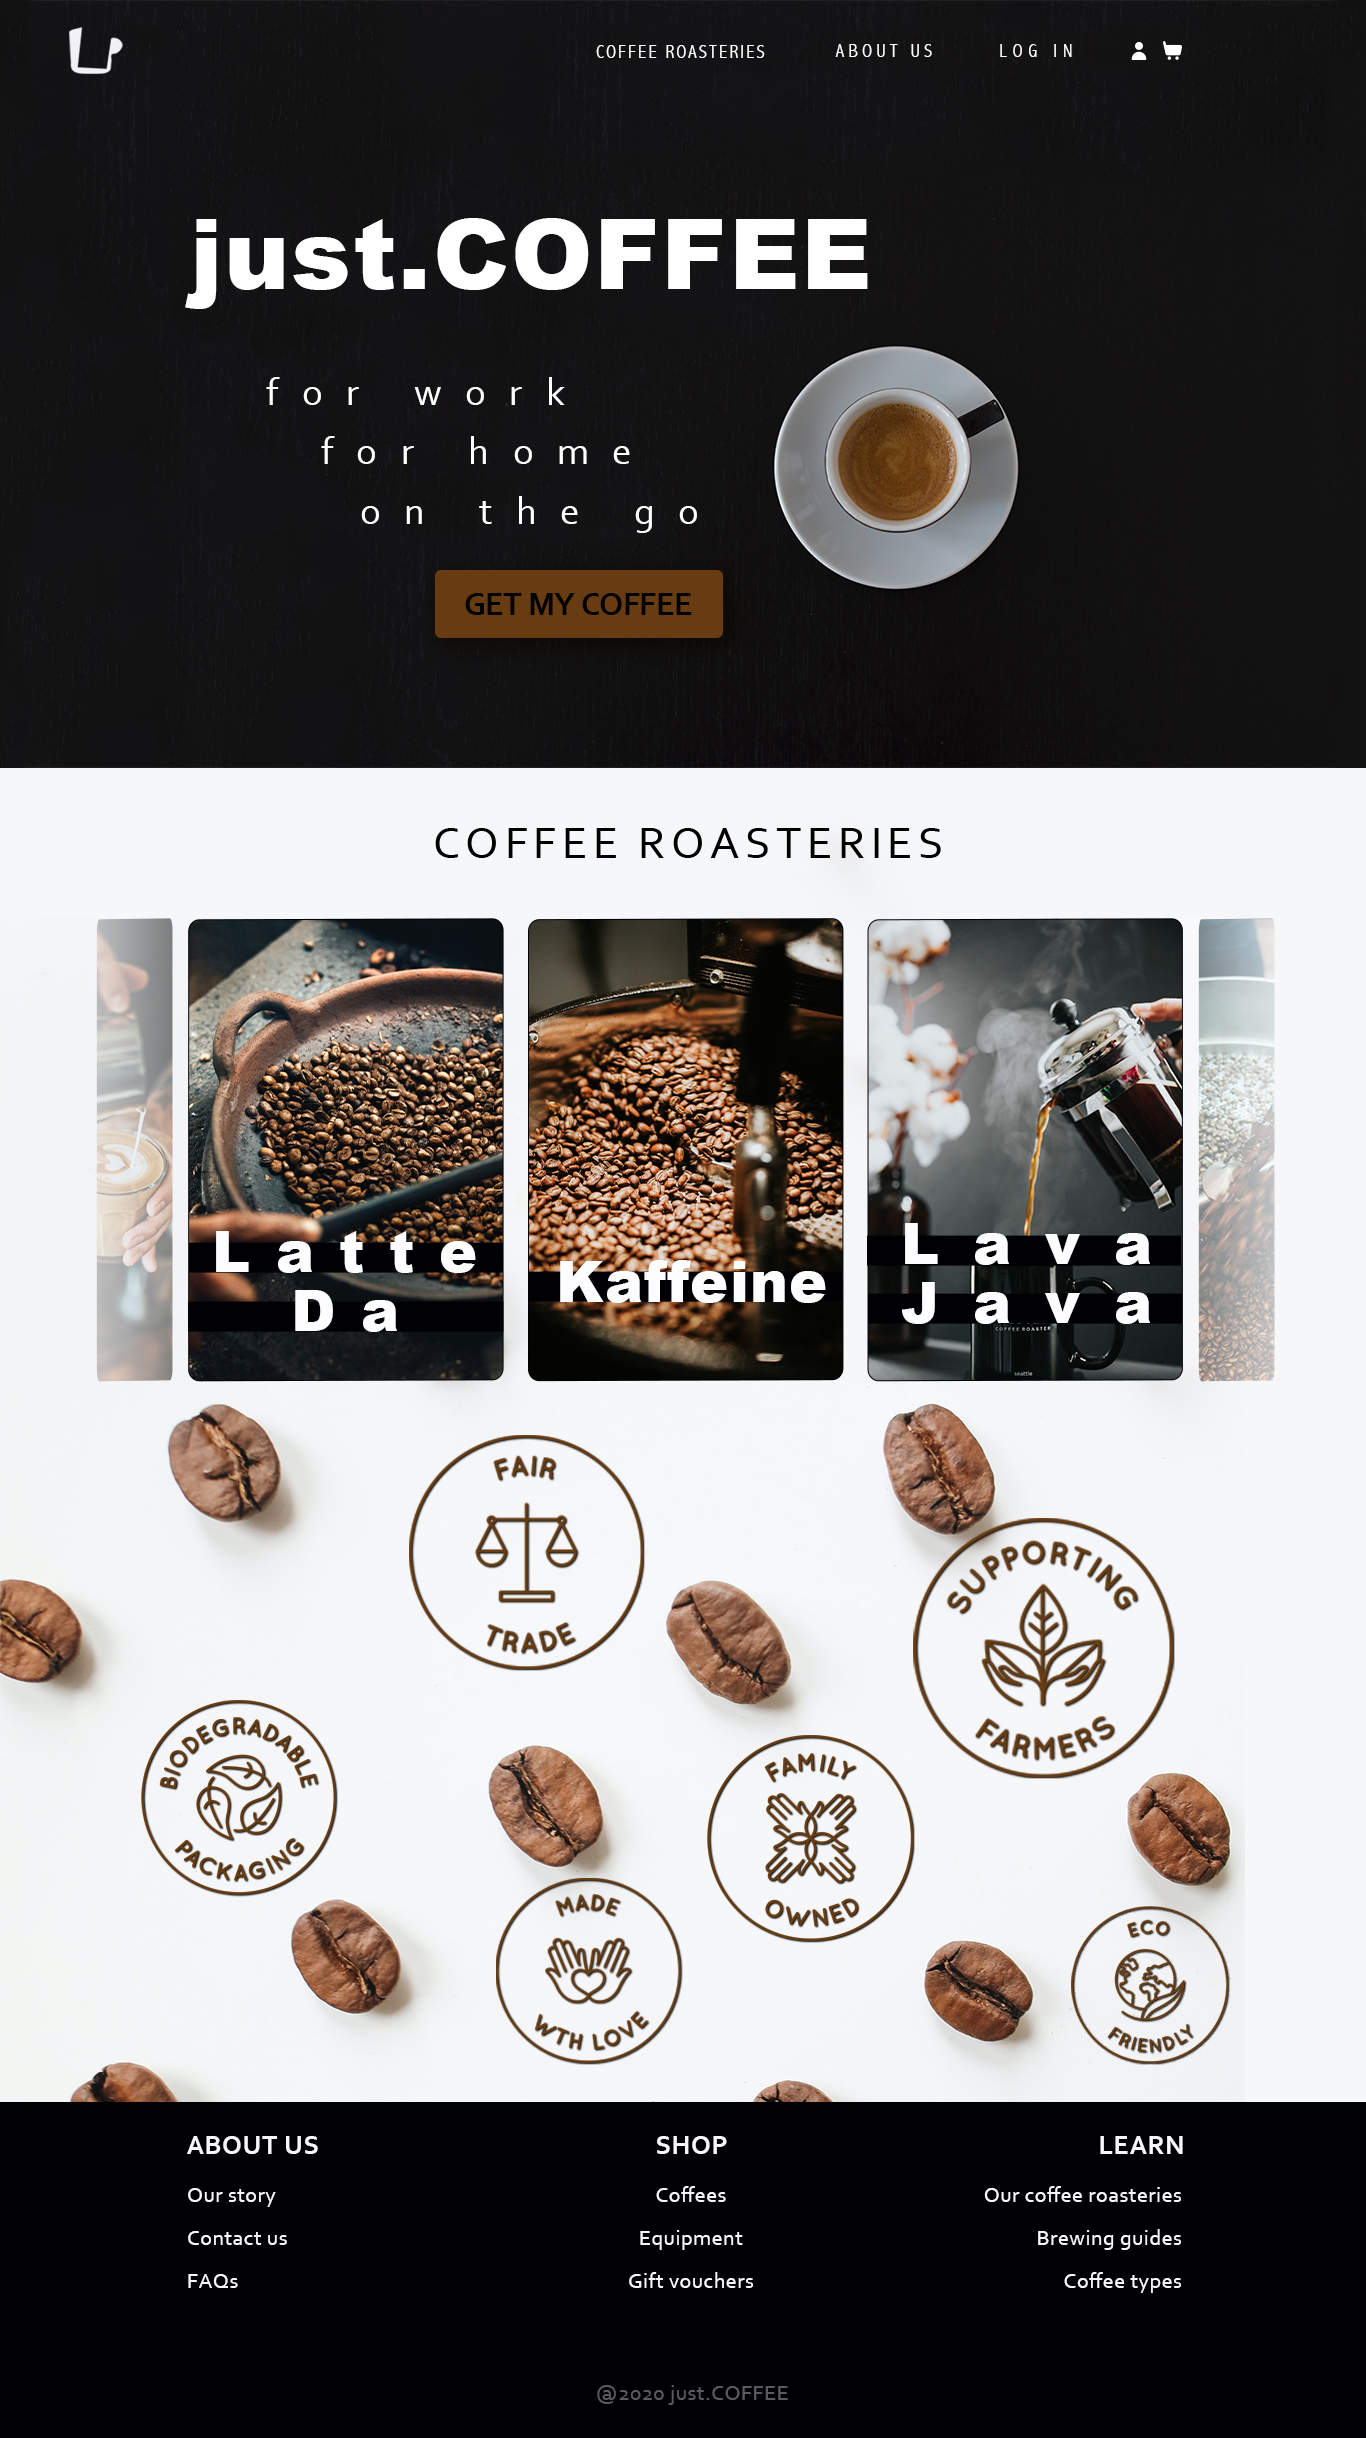 COFFEE ROASTERIES
ABOUT US
LOG IN
just.COFFEE
for work
for home
on the go
GET MY COFFEE
COFFEE ROASTERIES
Latte
Da
Kaffeine
Lava
Java
COFFEE ROASTER
seattle
FAIR
TRADE
SUPPORTING
FARMERS
BIODEGRADABLE
PACKAGING
FAMILY
OWNED
MADE
WTH LOVE
ECO
FRIENDLY
ABOUT US
Our story
Contact us
FAQs
SHOP
Coffees
Equipment
Gift vouchers
LEARN
Our coffee roasteries
Brewing guides
Coffee types
@2020 just.COFFEE